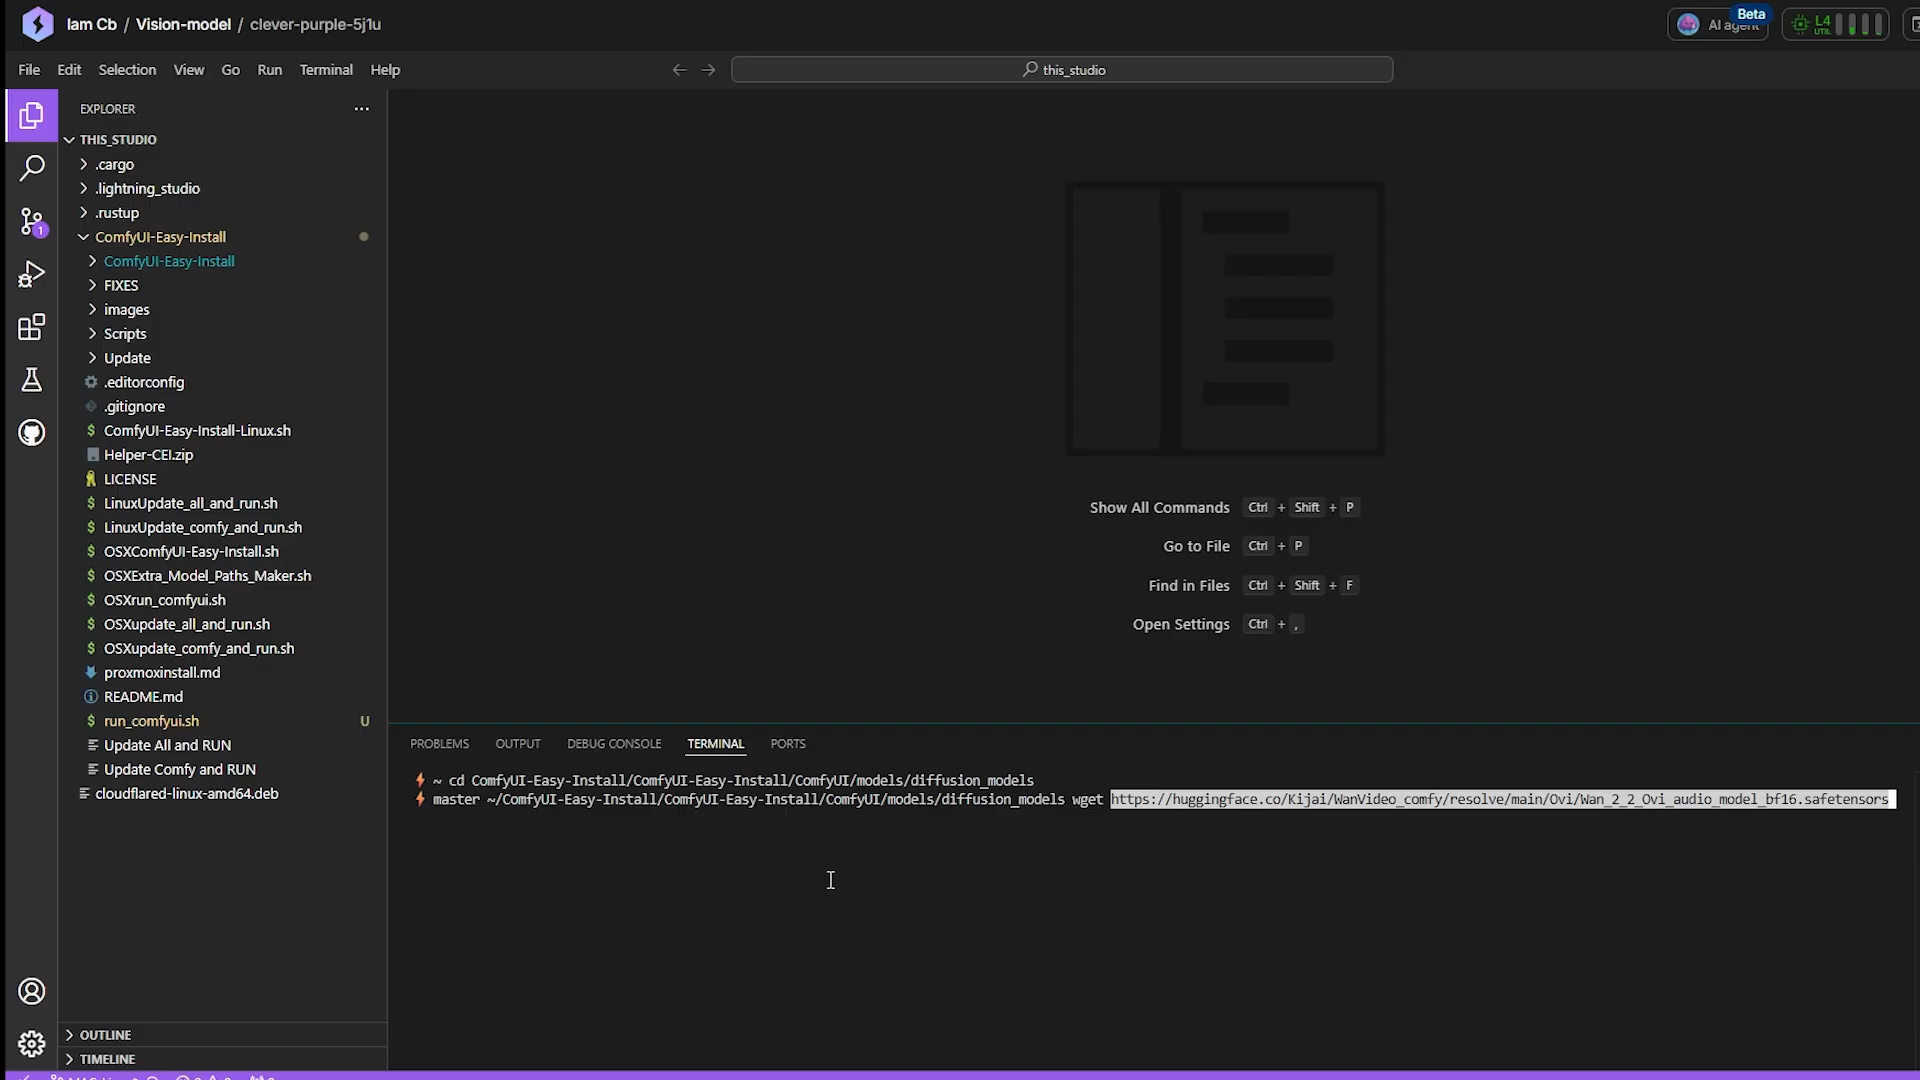 Iam Cb / Vision-model / clever-purple-5j1u
Beta
AI agent
L4
UTIL
File Edit Selection View Go Run Terminal Help
this_studio
EXPLORER
THIS_STUDIO
.cargo
.lightning_studio
.rustup
ComfyUI-Easy-Install
ComfyUI-Easy-Install
FIXES
images
Scripts
Update
.editorconfig
.gitignore
ComfyUI-Easy-Install-Linux.sh
Helper-CEI.zip
LICENSE
LinuxUpdate_all_and_run.sh
LinuxUpdate_comfy_and_run.sh
OSXComfyUI-Easy-Install.sh
OSXExtra_Model_Paths_Maker.sh
OSXrun_comfyui.sh
OSXupdate_all_and_run.sh
OSXupdate_comfy_and_run.sh
proxmoxinstall.md
README.md
run_comfyui.sh U
Update All and RUN
Update Comfy and RUN
cloudflared-linux-amd64.deb
OUTLINE
TIMELINE
1
Show All Commands Ctrl + Shift + P
Go to File Ctrl + P
Find in Files Ctrl + Shift + F
Open Settings Ctrl + ,
PROBLEMS OUTPUT DEBUG CONSOLE TERMINAL PORTS
~ cd ComfyUI-Easy-Install/ComfyUI-Easy-Install/ComfyUI/models/diffusion_models
master ~/ComfyUI-Easy-Install/ComfyUI-Easy-Install/ComfyUI/models/diffusion_models wget https://huggingface.co/Kijai/WanVideo_comfy/resolve/main/Ovi/Wan_2_2_Ovi_audio_model_bf16.safetensors